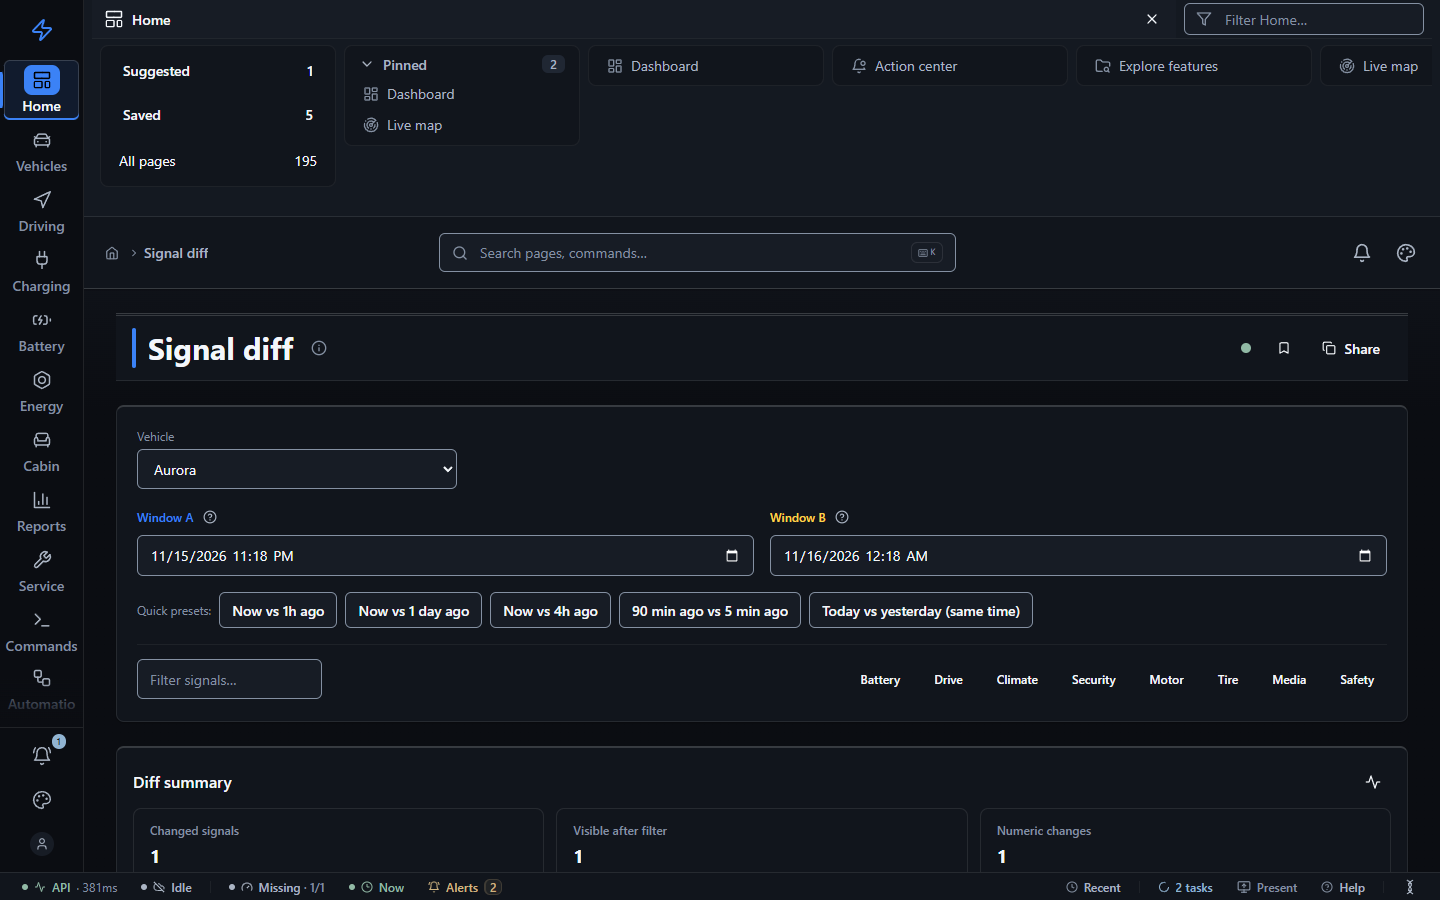 Home
Vehicles
Driving
Charging
Battery
Energy
Cabin
Reports
Service
Commands
Automatio
1
Home
Filter Home...
Suggested 1
Saved 5
All pages 195
Pinned 2
Dashboard
Live map
Dashboard
Action center
Explore features
Live map
Signal diff
Search pages, commands...
K
Signal diff
Share
Vehicle
Aurora
Window A
11/15/2026 11:18 PM
Window B
11/16/2026 12:18 AM
Quick presets: Now vs 1h ago Now vs 1 day ago Now vs 4h ago 90 min ago vs 5 min ago Today vs yesterday (same time)
Filter signals...
Battery Drive Climate Security Motor Tire Media Safety
Diff summary
Changed signals
1
Visible after filter
1
Numeric changes
1
API · 381ms Idle Missing · 1/1 Now Alerts 2 Recent 2 tasks Present Help